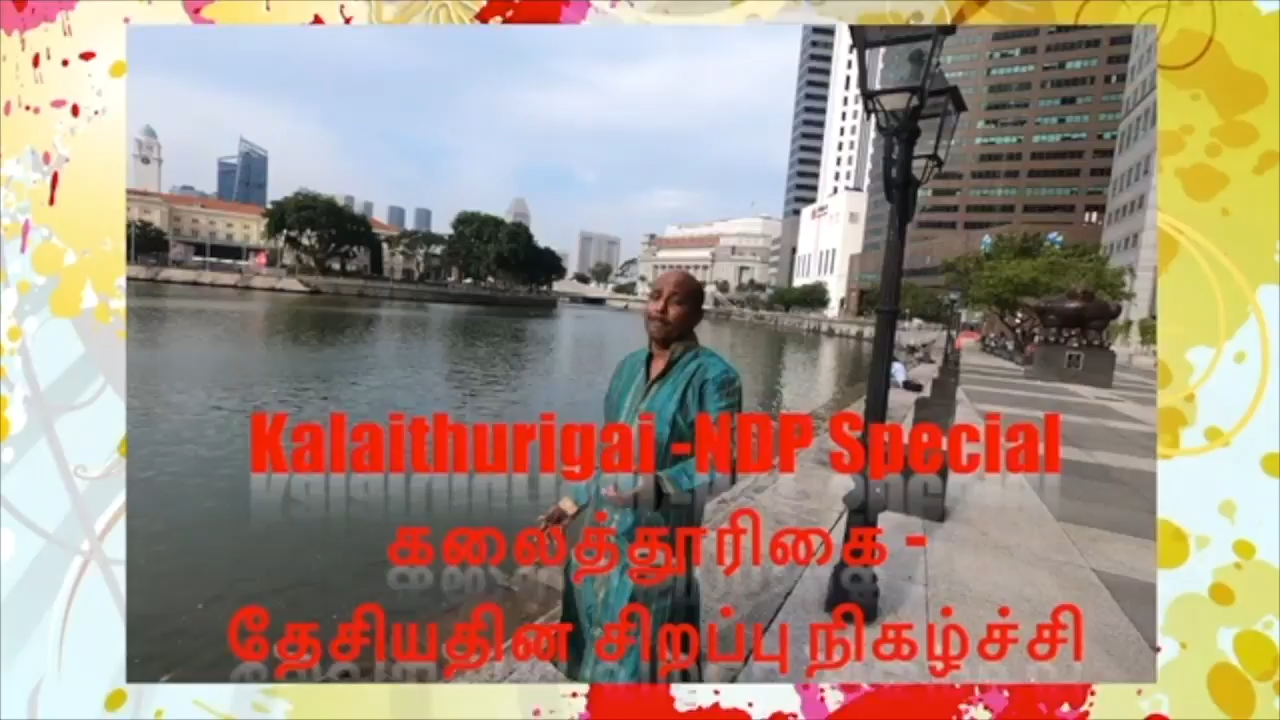 Kalaithurigai -NDP Special
கலைத்தூரிகை -
தேசியதின சிறப்பு நிகழ்ச்சி